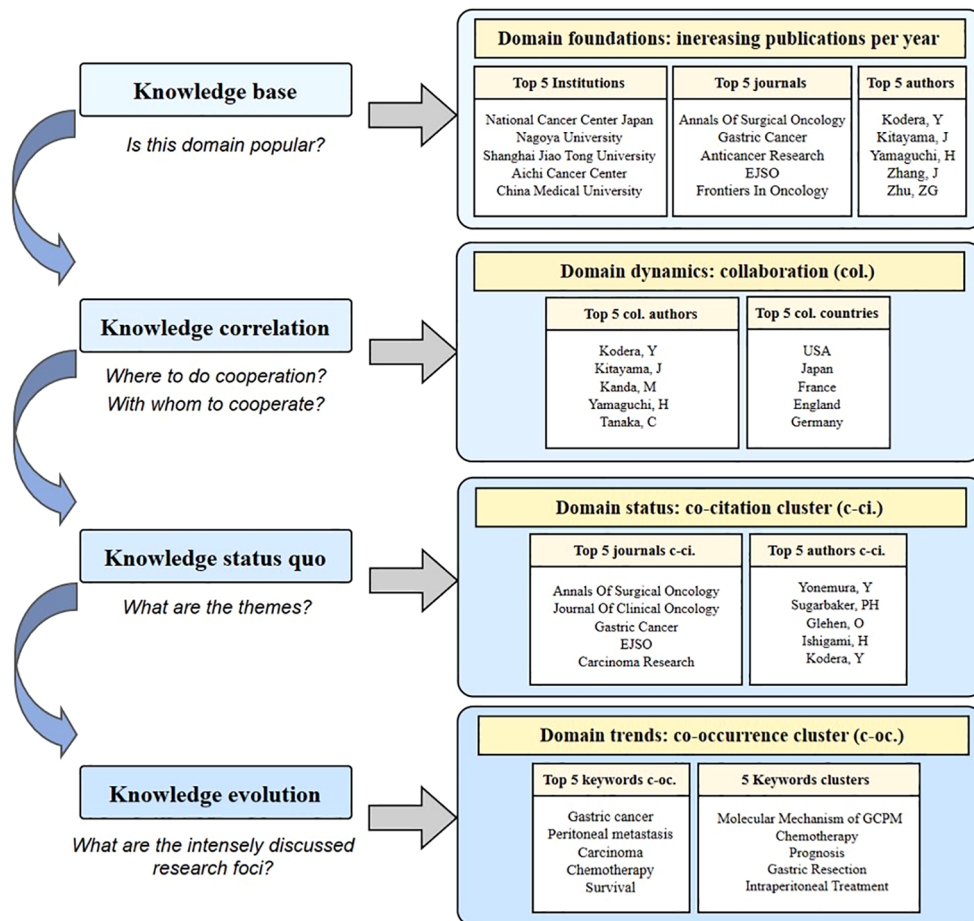 Domain foundations: inereasing publications per year
Knowledge base
Is this domain popular?
Top 5 Institutions
National Cancer Center Japan
Nagoya University
Shanghai Jiao Tong University
Aichi Cancer Center
China Medical University
Top 5 journals
Annals Of Surgical Oncology
Gastric Cancer
Anticancer Research
EJSO
Frontiers In Oncology
Top 5 authors
Kodera, Y
Kitayama, J
Yamaguchi, H
Zhang, J
Zhu, ZG
Knowledge correlation
Where to do cooperation?
With whom to cooperate?
Domain dynamics: collaboration (col.)
Top 5 col. authors
Kodera, Y
Kitayama, J
Kanda, M
Yamaguchi, H
Tanaka, C
Top 5 col. countries
USA
Japan
France
England
Germany
Knowledge status quo
What are the themes?
Domain status: co-citation cluster (c-ci.)
Top 5 journals c-ci.
Annals Of Surgical Oncology
Journal Of Clinical Oncology
Gastric Cancer
EJSO
Carcinoma Research
Top 5 authors c-ci.
Yonemura, Y
Sugarbaker, PH
Glehen, O
Ishigami, H
Kodera, Y
Knowledge evolution
What are the intensely discussed
research foci?
Domain trends: co-occurrence cluster (c-oc.)
Top 5 keywords c-oc.
Gastric cancer
Peritoneal metastasis
Carcinoma
Chemotherapy
Survival
5 Keywords clusters
Molecular Mechanism of GCPM
Chemotherapy
Prognosis
Gastric Resection
Intraperitoneal Treatment